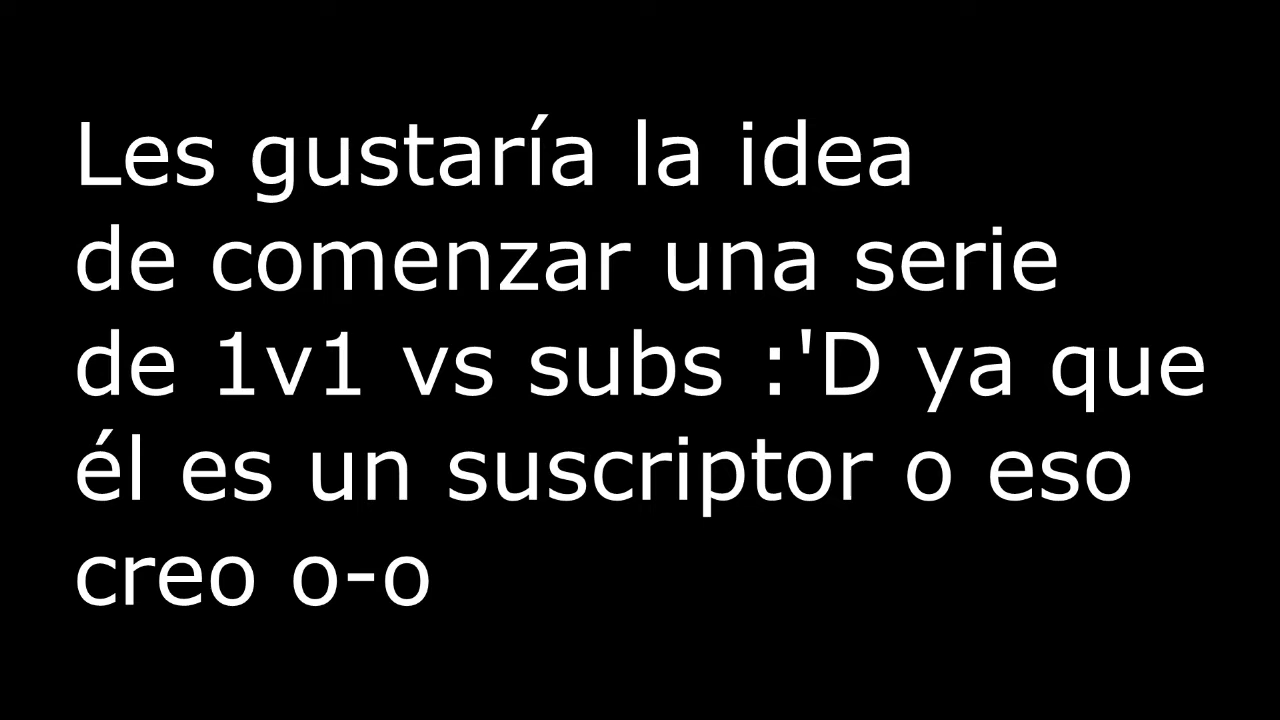 Les gustaría la idea
de comenzar una serie
de 1v1 vs subs :'D ya que
él es un suscriptor o eso
creo o-o